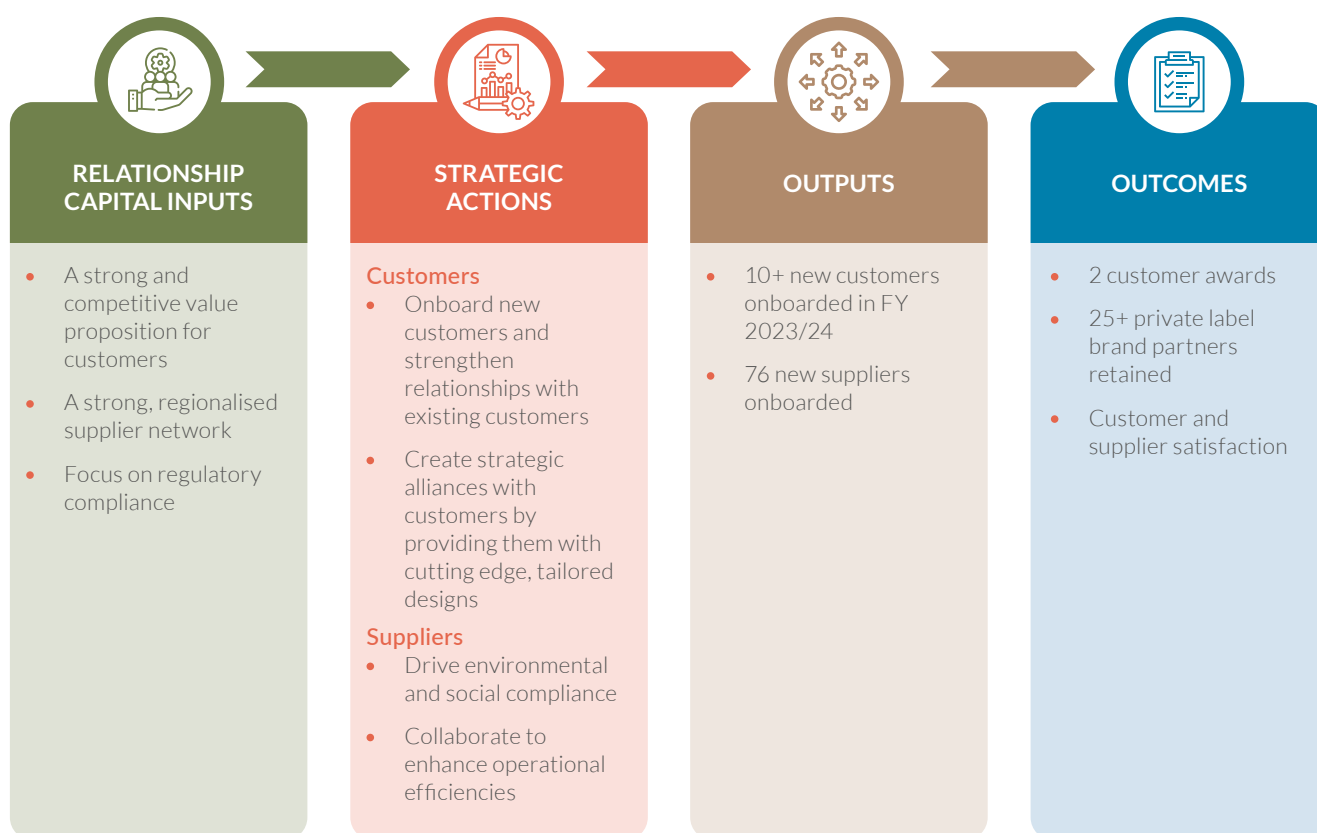 RELATIONSHIP
CAPITAL INPUTS
• A strong and
competitive value
proposition for
customers
• A strong, regionalised
supplier network
• Focus on regulatory
compliance
STRATEGIC
ACTIONS
Customers
• Onboard new
customers and
strengthen
relationships with
existing customers
• Create strategic
alliances with
customers by
providing them with
cutting edge, tailored
designs
Suppliers
• Drive environmental
and social compliance
• Collaborate to
enhance operational
efficiencies
OUTPUTS
• 10+ new customers
onboarded in FY
2023/24
• 76 new suppliers
onboarded
OUTCOMES
• 2 customer awards
• 25+ private label
brand partners
retained
• Customer and
supplier satisfaction